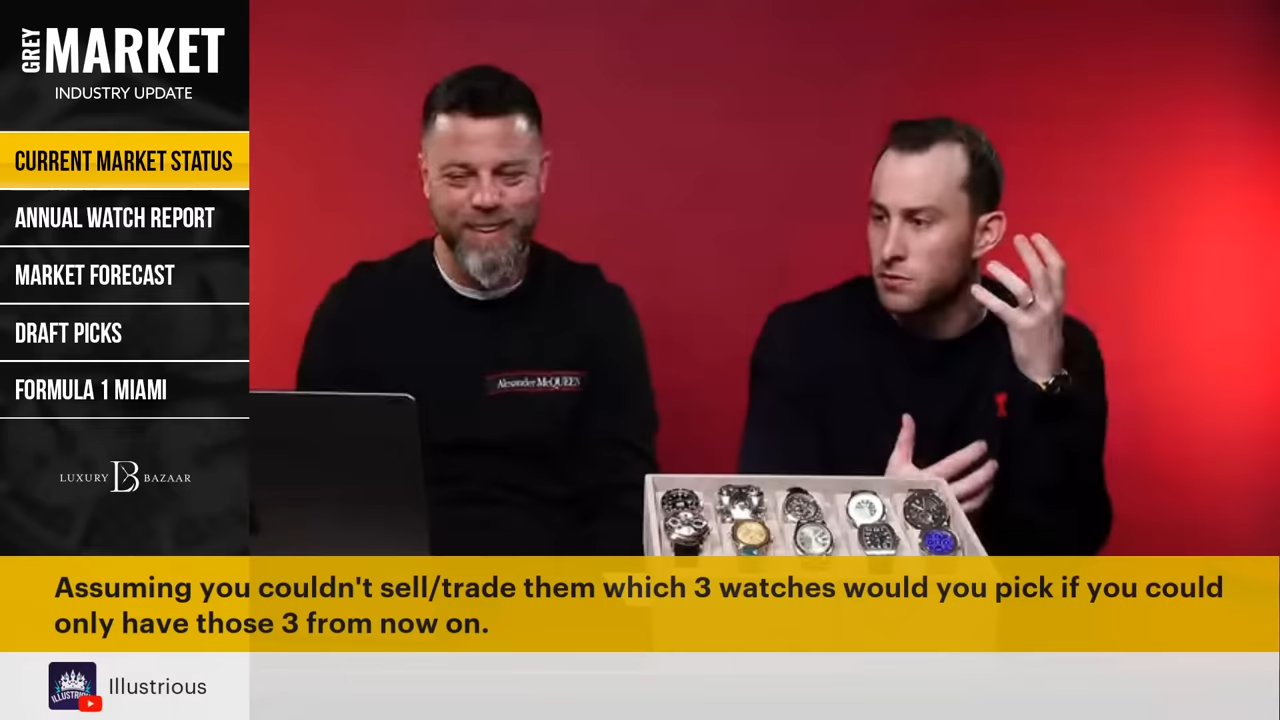 GREY
MARKET
INDUSTRY UPDATE
CURRENT MARKET STATUS
ANNUAL WATCH REPORT
MARKET FORECAST
DRAFT PICKS
FORMULA 1 MIAMI
LUXURY LB BAZAAR
Alexander McQUEEN
Assuming you couldn't sell/trade them which 3 watches would you pick if you could
only have those 3 from now on.
Illustrious